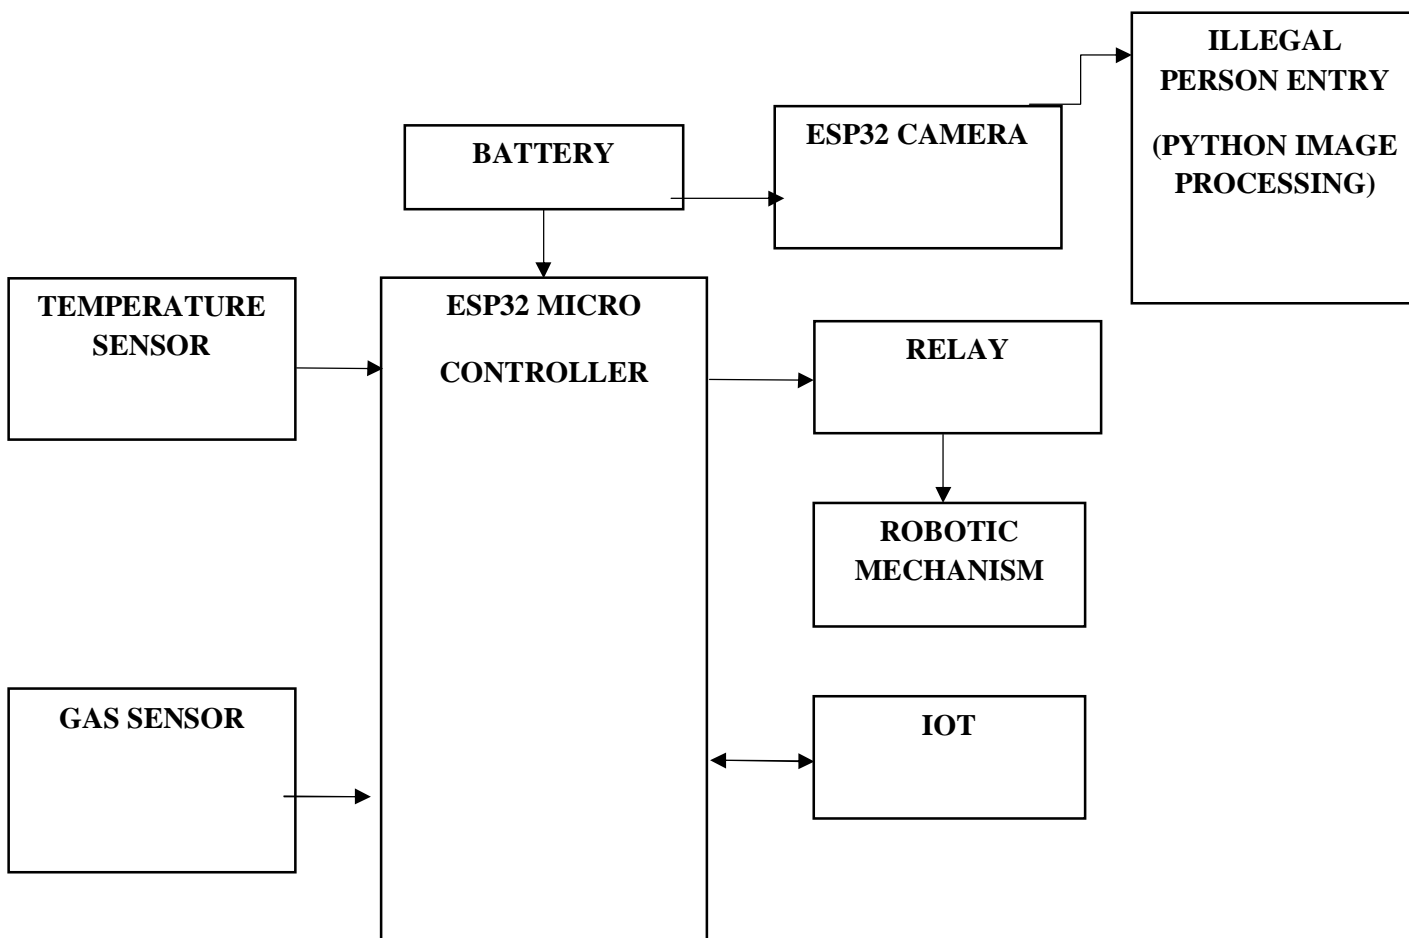 ILLEGAL
PERSON ENTRY
(PYTHON IMAGE
PROCESSING)
ESP32 CAMERA
BATTERY
TEMPERATURE
SENSOR
ESP32 MICRO
CONTROLLER
RELAY
ROBOTIC
MECHANISM
GAS SENSOR
IOT